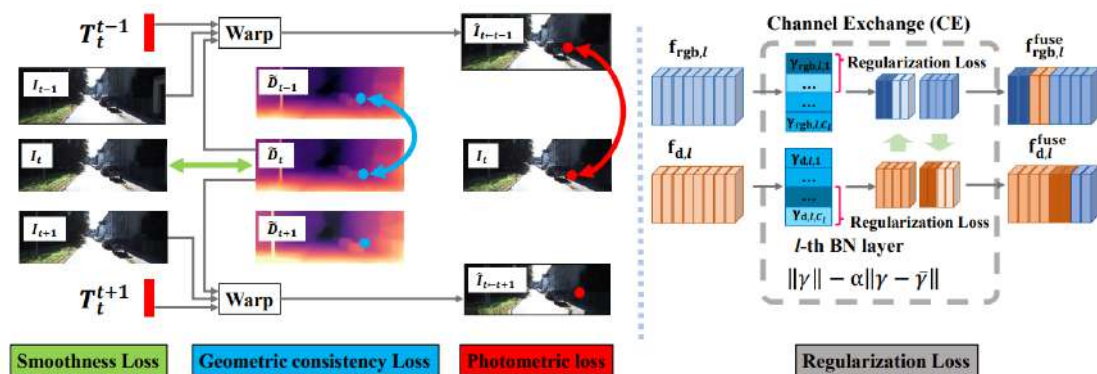 T_t^{t-1}
Warp
Î_{t←t-1}
I_{t-1}
D̃_{t-1}
I_t
D̃_t
I_t
I_{t+1}
D̃_{t+1}
T_t^{t+1}
Warp
Î_{t←t+1}
Smoothness Loss
Geometric consistency Loss
Photometric loss
Channel Exchange (CE)
f_{rgb,l}
f_{rgb,l}^{fuse}
γ_{rgb,l,1}
Regularization Loss
...
...
γ_{rgb,l,c_l}
f_{d,l}
f_{d,l}^{fuse}
γ_{d,l,1}
...
...
γ_{d,l,c_l}
Regularization Loss
l-th BN layer
‖γ‖ − α‖γ − γ̄‖
Regularization Loss